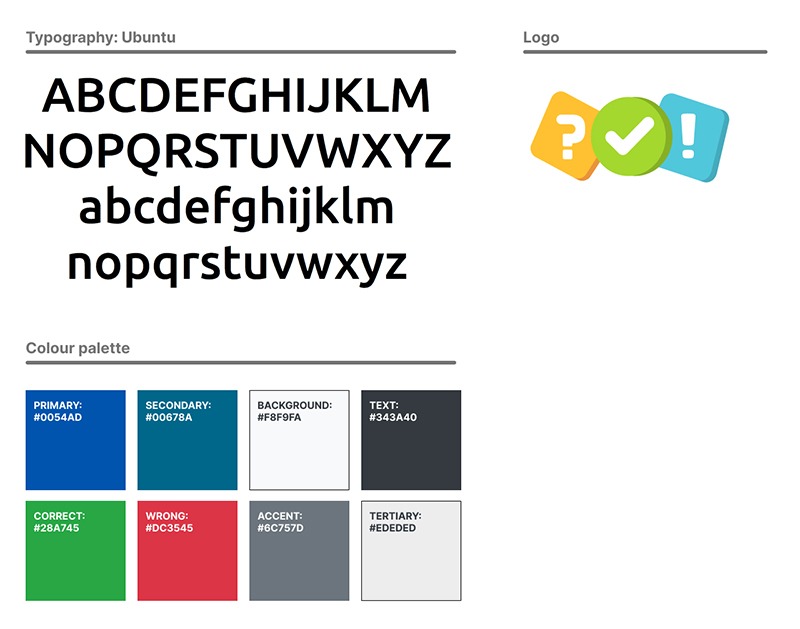 Typography: Ubuntu
Logo
ABCDEFGHIJKLM
NOPQRSTUVWXYZ
abcdefghijklm
nopqrstuvwxyz
? !
Colour palette
PRIMARY:
#0054AD
SECONDARY:
#00678A
BACKGROUND:
#F8F9FA
TEXT:
#343A40
CORRECT:
#28A745
WRONG:
#DC3545
ACCENT:
#6C757D
TERTIARY:
#EDEDED